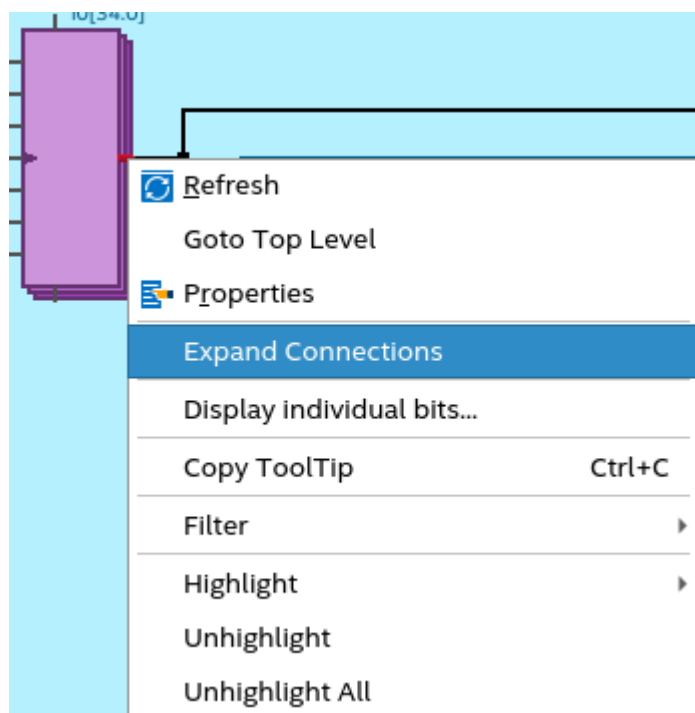 Refresh
Goto Top Level
Properties
Expand Connections
Display individual bits...
Copy ToolTip Ctrl+C
Filter
Highlight
Unhighlight
Unhighlight All